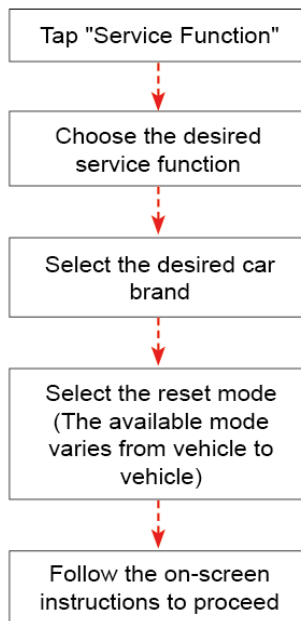 Tap "Service Function"
Choose the desired
service function
Select the desired car
brand
Select the reset mode
(The available mode
varies from vehicle to
vehicle)
Follow the on-screen
instructions to proceed